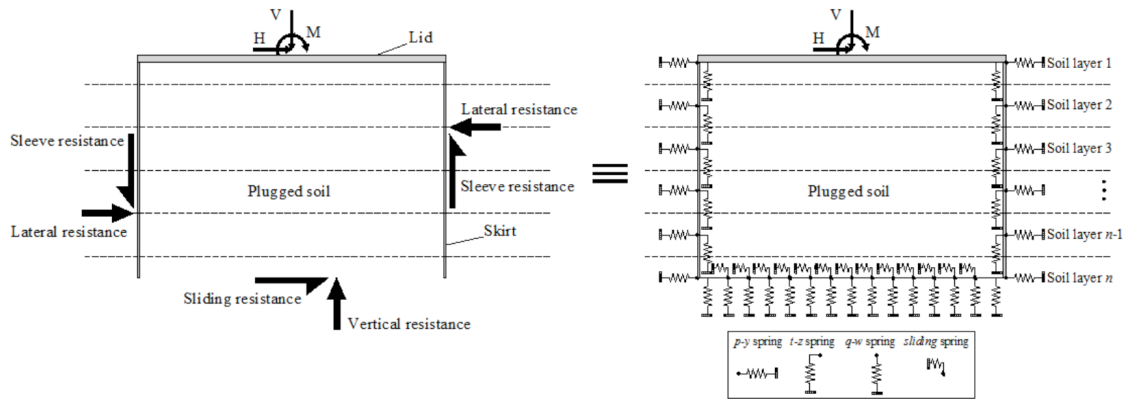 V
H
M
Lid
Lateral resistance
Sleeve resistance
Plugged soil
Sleeve resistance
Lateral resistance
Skirt
Sliding resistance
Vertical resistance
≡
V
H
M
Soil layer 1
Soil layer 2
Soil layer 3
⋮
Plugged soil
Soil layer n-1
Soil layer n
p-y spring t-z spring q-w spring sliding spring